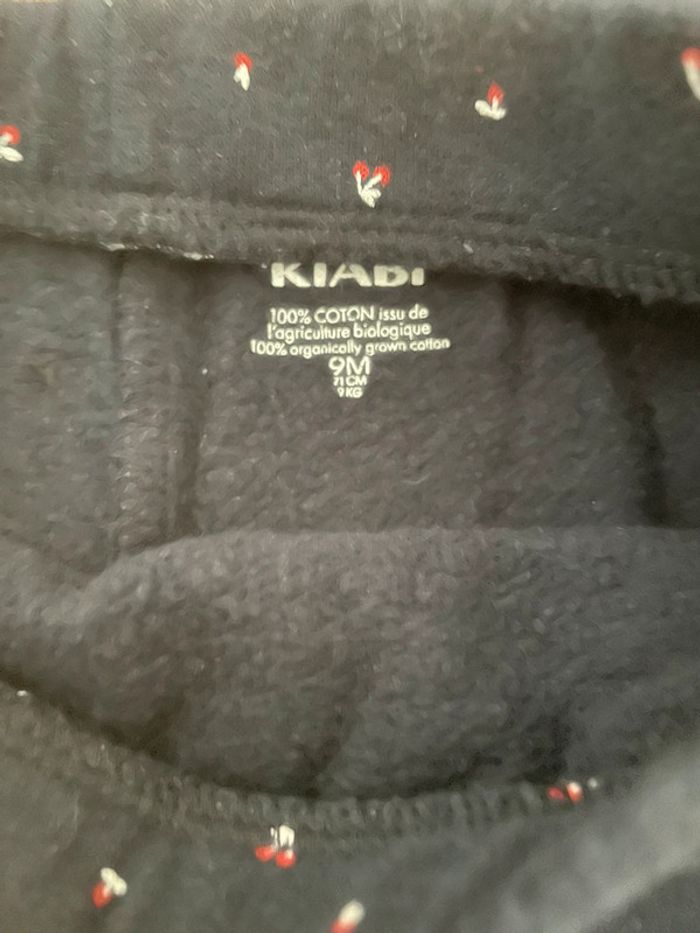 KIABI
100% COTON issu de
l'agriculture biologique
100% organically grown cotton
9M
71 CM
9 KG